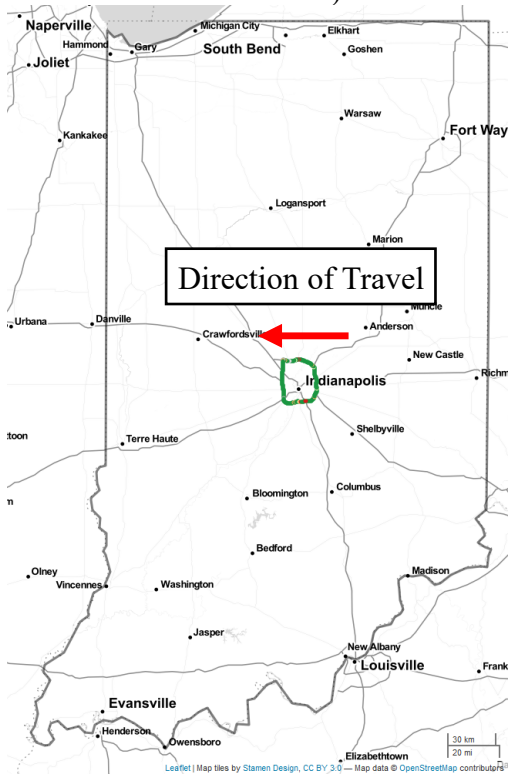 )
Naperville
Michigan City
Elkhart
Hammond
Gary
South Bend
Goshen
Joliet
Warsaw
Kankakee
Fort Way
Logansport
Marion
Direction of Travel
Muncie
Urbana
Danville
Anderson
Crawfordsville
New Castle
Indianapolis
Richm
Shelbyville
toon
Terre Haute
Columbus
Bloomington
Bedford
Olney
Madison
Vincennes
Washington
Jasper
New Albany
Louisville
Frank
Evansville
Henderson
Owensboro
30 km
20 mi
Elizabethtown
Leaflet | Map tiles by Stamen Design, CC BY 3.0 — Map data © OpenStreetMap contributors